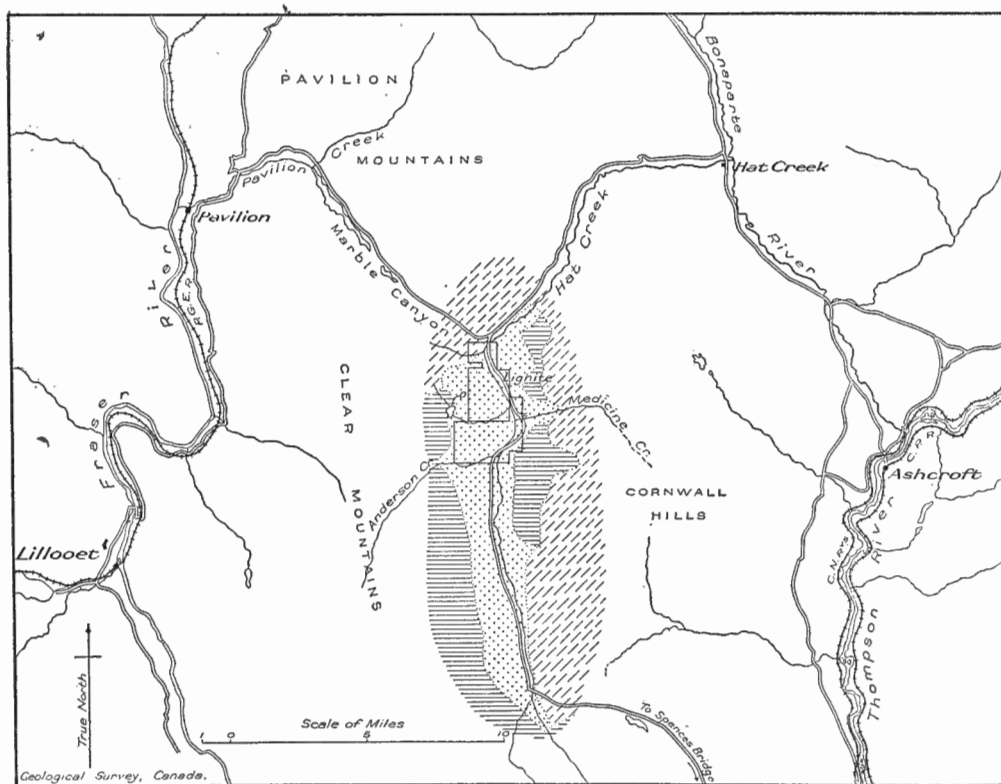 PAVILION
MOUNTAINS
Creek
Pavilion
Pavilion
Bonaparte
River
Hat Creek
Hat Creek
Marble Canyon
River
P.G.E.R.
Fraser
CLEAR
MOUNTAINS
Lignite
Medicine Cr.
Anderson Cr.
CORNWALL
HILLS
C.P.R.
Ashcroft
C.N.Rys
River
Thompson
Lillooet
True North
Scale of Miles
1 0 5 10
To Spences Bridge
Geological Survey, Canada.